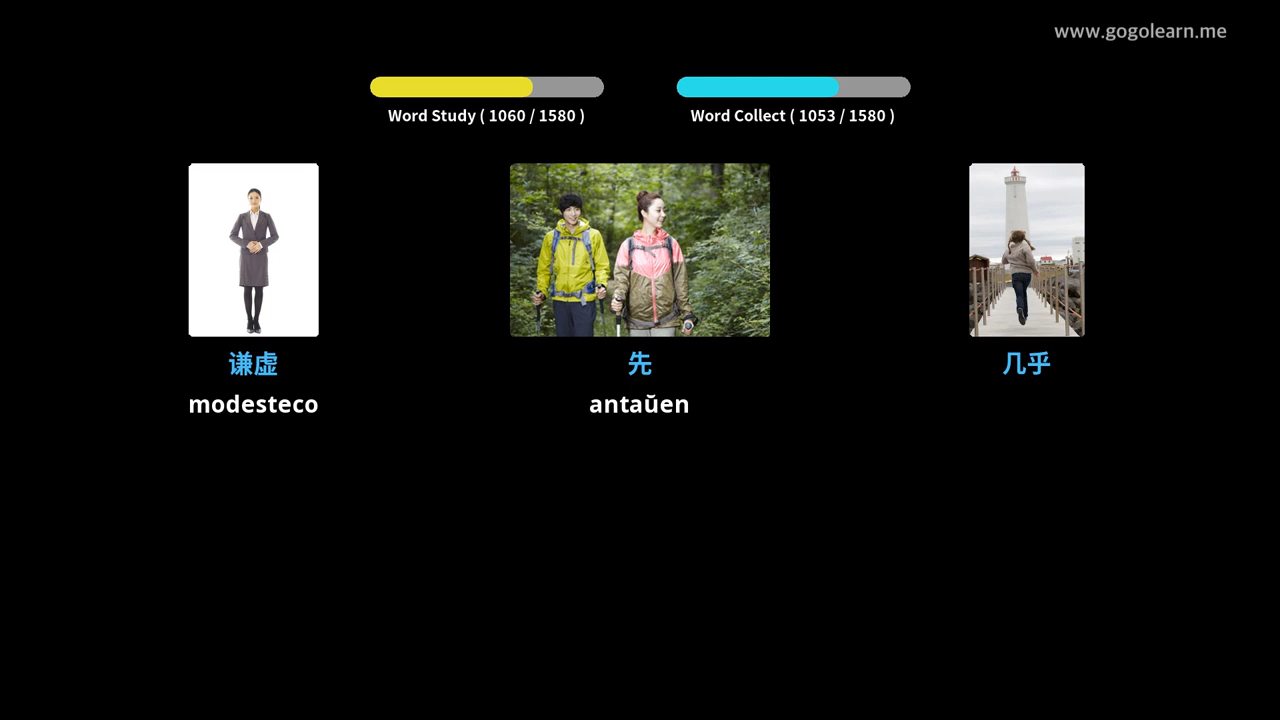 www.gogolearn.me
Word Study ( 1060 / 1580 )
Word Collect ( 1053 / 1580 )
谦虚
先
几乎
modesteco
antaŭen